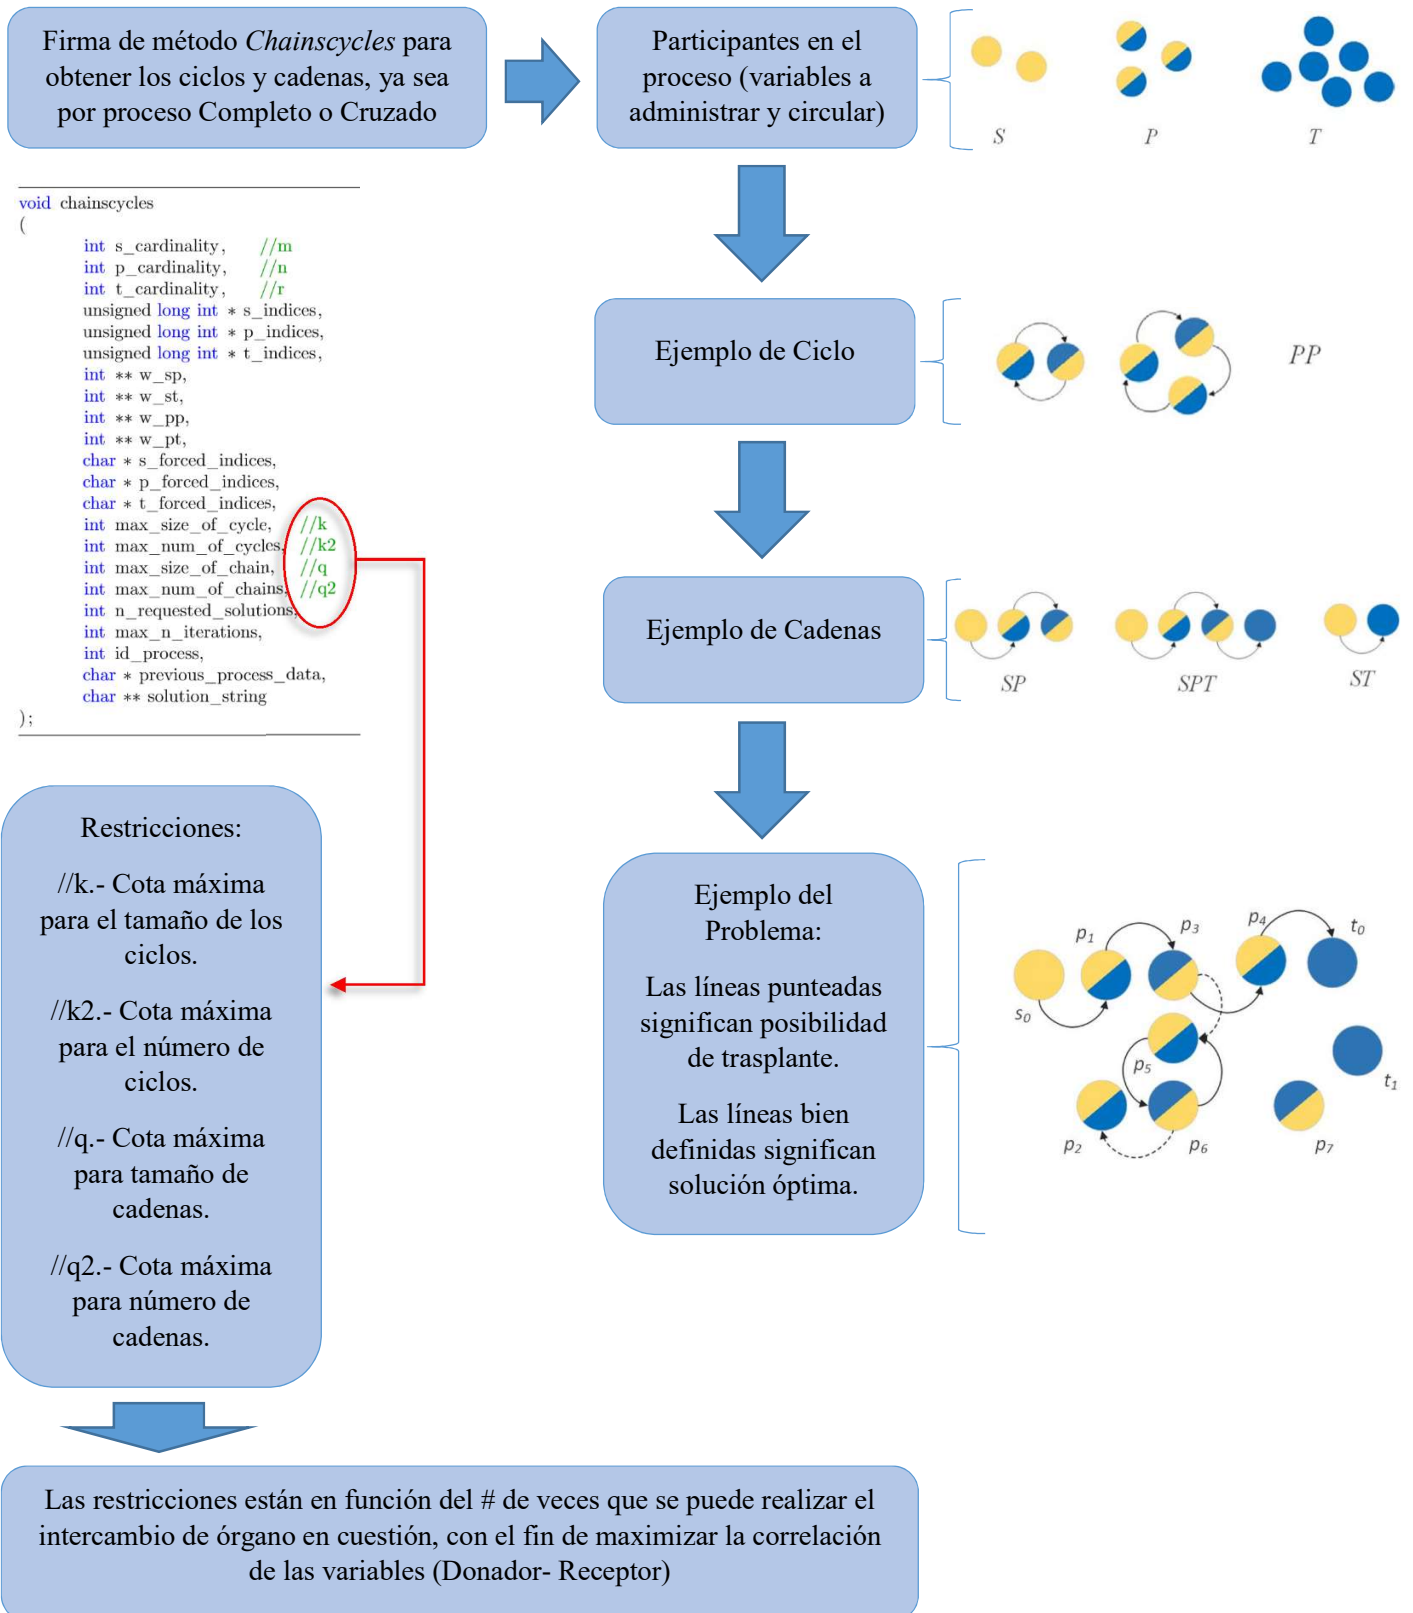 Firma de método Chainscycles para
obtener los ciclos y cadenas, ya sea
por proceso Completo o Cruzado
Participantes en el
proceso (variables a
administrar y circular)
S
P
T
void chainscycles
(
int s_cardinality, //m
int p_cardinality, //n
int t_cardinality, //r
unsigned long int * s_indices,
unsigned long int * p_indices,
unsigned long int * t_indices,
int ** w_sp,
int ** w_st,
int ** w_pp,
int ** w_pt,
char * s_forced_indices,
char * p_forced_indices,
char * t_forced_indices,
int max_size_of_cycle, //k
int max_num_of_cycles, //k2
int max_size_of_chain, //q
int max_num_of_chains, //q2
int n_requested_solutions,
int max_n_iterations,
int id_process,
char * previous_process_data,
char ** solution_string
);
Ejemplo de Ciclo
PP
Ejemplo de Cadenas
SP
SPT
ST
Restricciones:
//k.- Cota máxima
para el tamaño de los
ciclos.
//k2.- Cota máxima
para el número de
ciclos.
//q.- Cota máxima
para tamaño de
cadenas.
//q2.- Cota máxima
para número de
cadenas.
Ejemplo del
Problema:
Las líneas punteadas
significan posibilidad
de trasplante.
Las líneas bien
definidas significan
solución óptima.
p4
t0
p1
p3
s0
p5
t1
p2
p6
p7
Las restricciones están en función del # de veces que se puede realizar el
intercambio de órgano en cuestión, con el fin de maximizar la correlación
de las variables (Donador- Receptor)